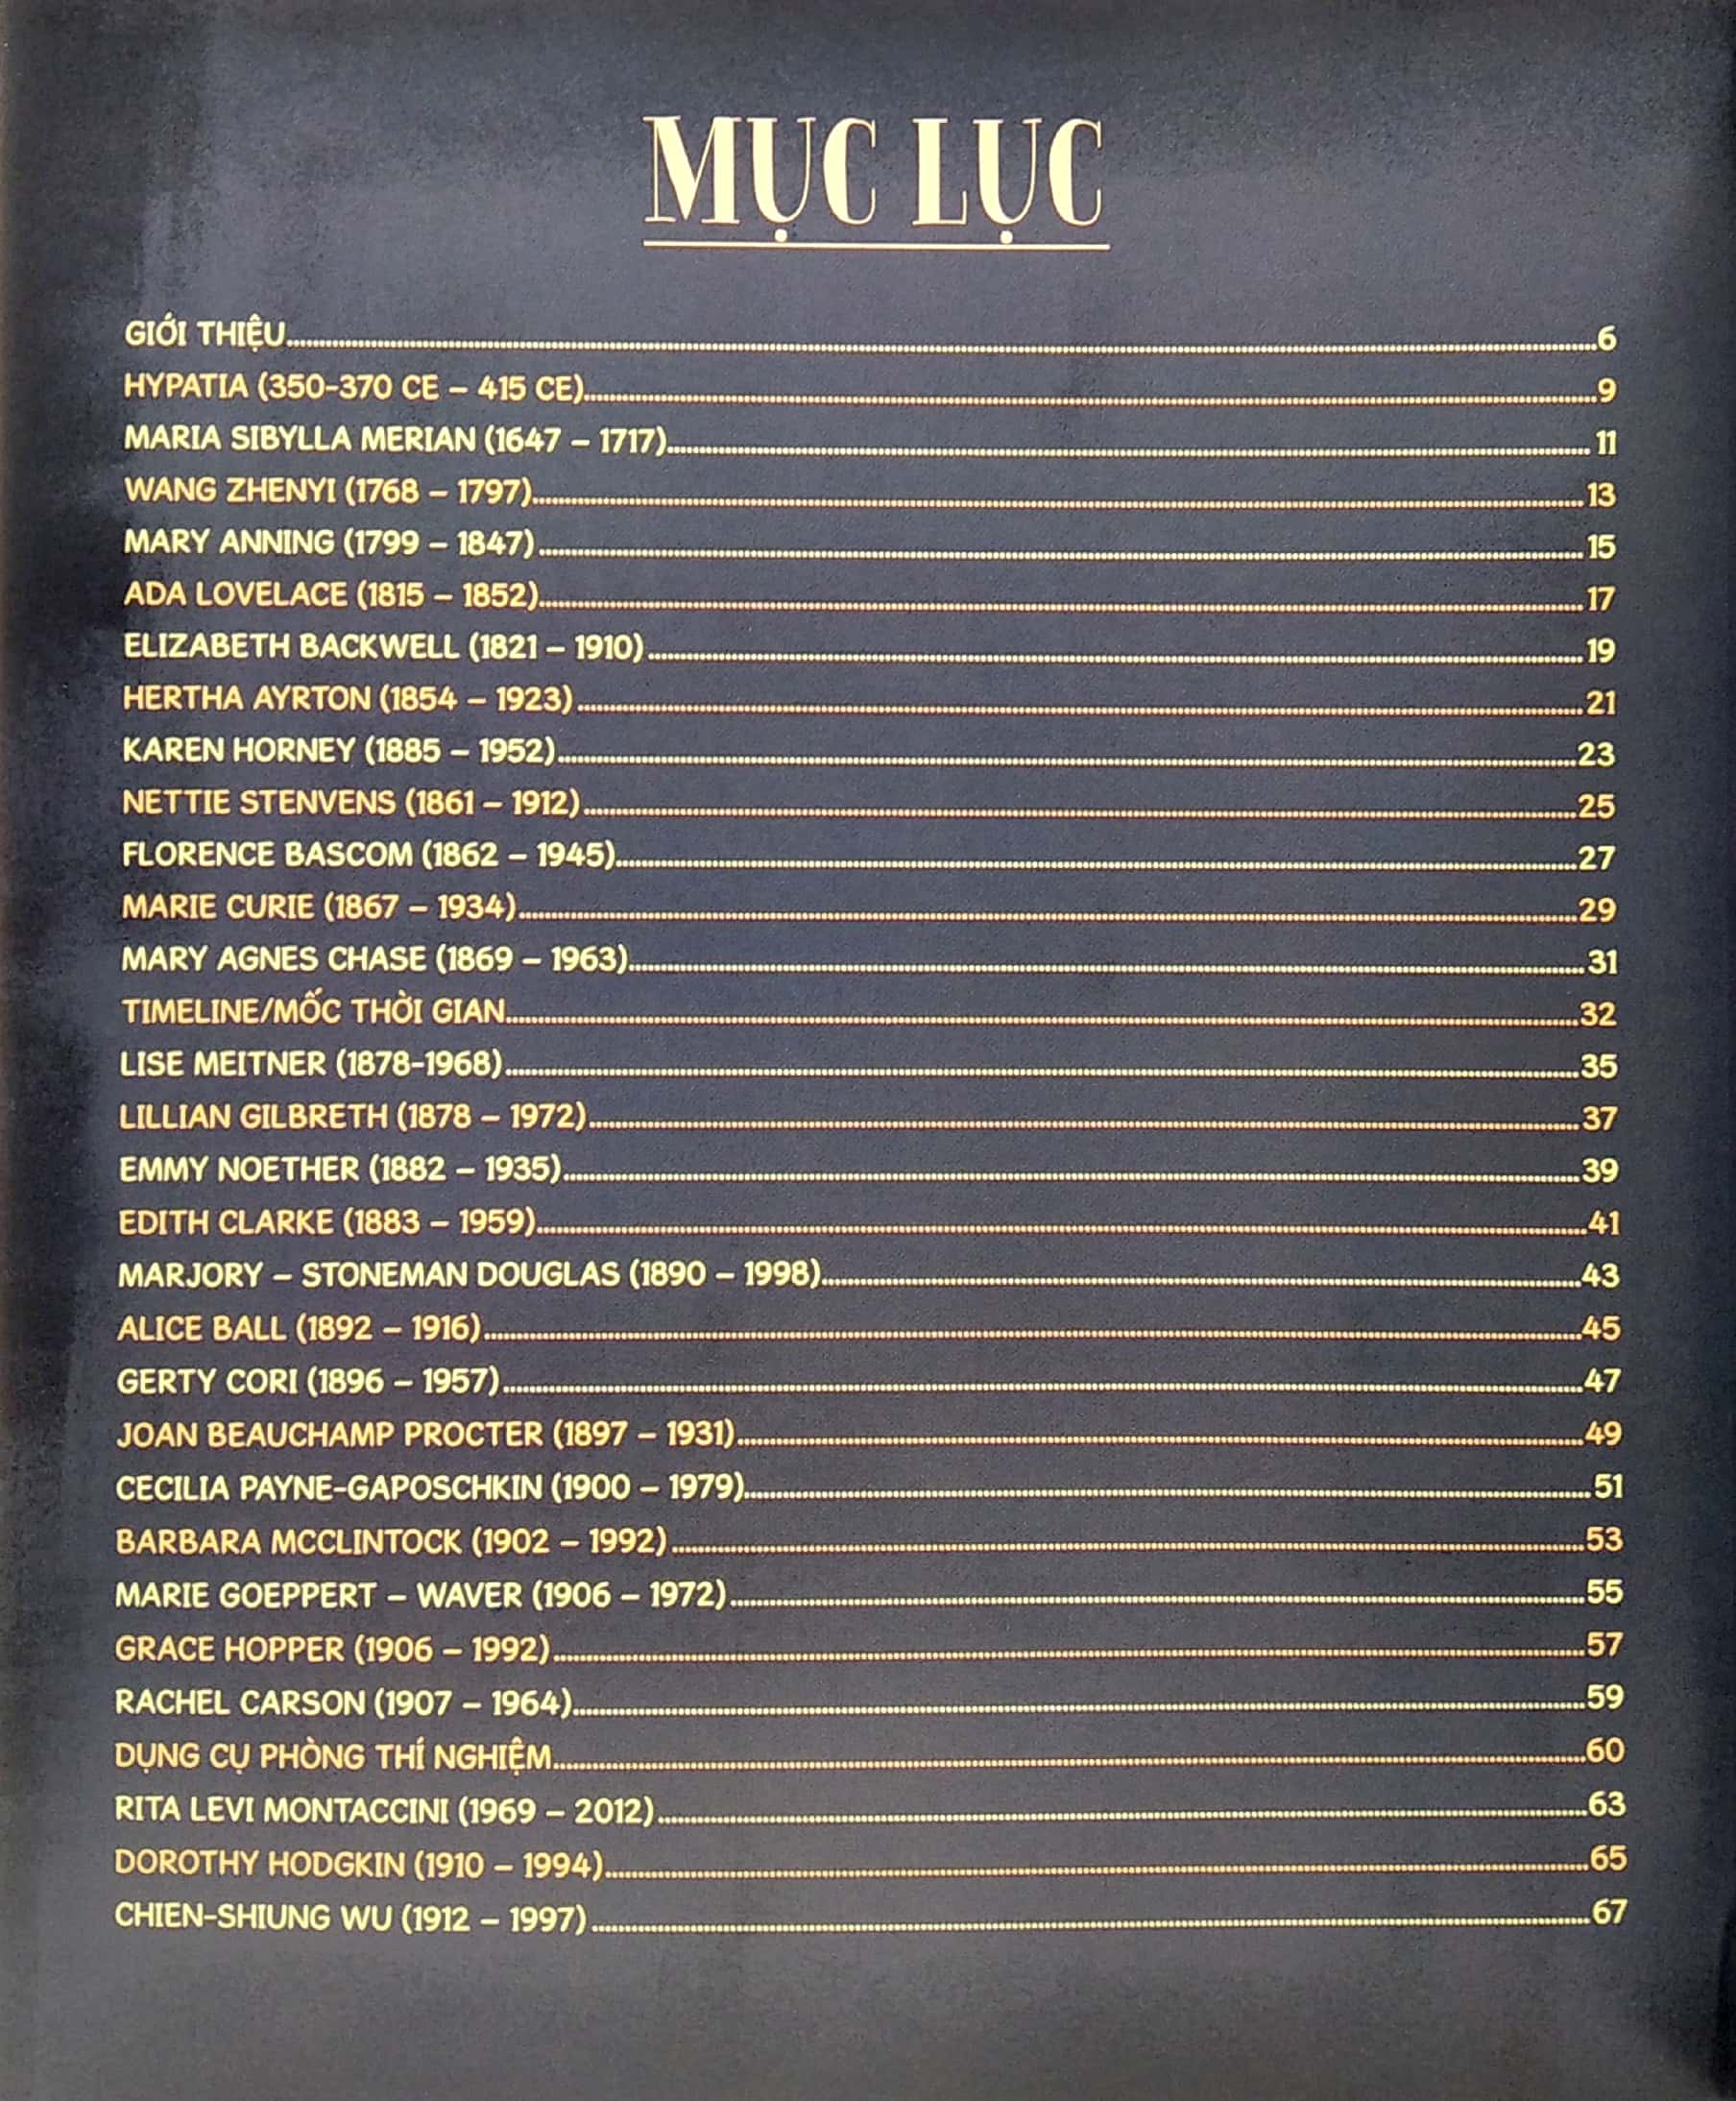 MỤC LỤC
GIỚI THIỆU 6
HYPATIA (350-370 CE – 415 CE) 9
MARIA SIBYLLA MERIAN (1647 – 1717) 11
WANG ZHENYI (1768 – 1797) 13
MARY ANNING (1799 – 1847) 15
ADA LOVELACE (1815 – 1852) 17
ELIZABETH BACKWELL (1821 – 1910) 19
HERTHA AYRTON (1854 – 1923) 21
KAREN HORNEY (1885 – 1952) 23
NETTIE STENVENS (1861 – 1912) 25
FLORENCE BASCOM (1862 – 1945) 27
MARIE CURIE (1867 – 1934) 29
MARY AGNES CHASE (1869 – 1963) 31
TIMELINE/MỐC THỜI GIAN 32
LISE MEITNER (1878-1968) 35
LILLIAN GILBRETH (1878 – 1972) 37
EMMY NOETHER (1882 – 1935) 39
EDITH CLARKE (1883 – 1959) 41
MARJORY – STONEMAN DOUGLAS (1890 – 1998) 43
ALICE BALL (1892 – 1916) 45
GERTY CORI (1896 – 1957) 47
JOAN BEAUCHAMP PROCTER (1897 – 1931) 49
CECILIA PAYNE-GAPOSCHKIN (1900 – 1979) 51
BARBARA MCCLINTOCK (1902 – 1992) 53
MARIE GOEPPERT – WAVER (1906 – 1972) 55
GRACE HOPPER (1906 – 1992) 57
RACHEL CARSON (1907 – 1964) 59
DỤNG CỤ PHÒNG THÍ NGHIỆM 60
RITA LEVI MONTACCINI (1969 – 2012) 63
DOROTHY HODGKIN (1910 – 1994) 65
CHIEN-SHIUNG WU (1912 – 1997) 67